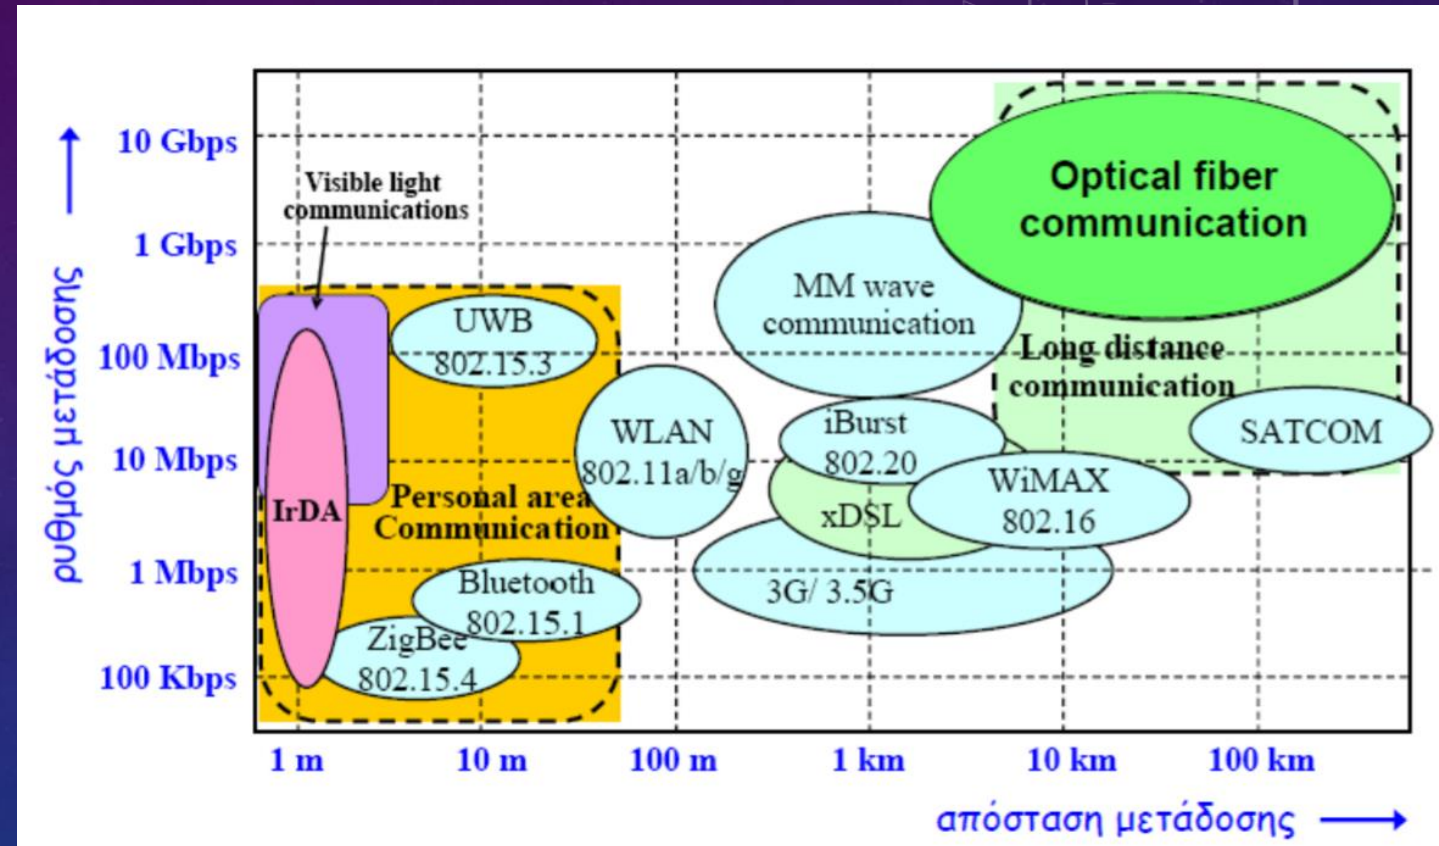 10 Gbps
1 Gbps
100 Mbps
10 Mbps
1 Mbps
100 Kbps
ρυθμός μετάδοσης
Visible light
communications
Optical fiber
communication
MM wave
communication
UWB
802.15.3
Long distance
communication
WLAN
802.11a/b/g
iBurst
802.20
SATCOM
IrDA
Personal area
Communication
xDSL
WiMAX
802.16
Bluetooth
802.15.1
3G/ 3.5G
ZigBee
802.15.4
1 m
10 m
100 m
1 km
10 km
100 km
απόσταση μετάδοσης